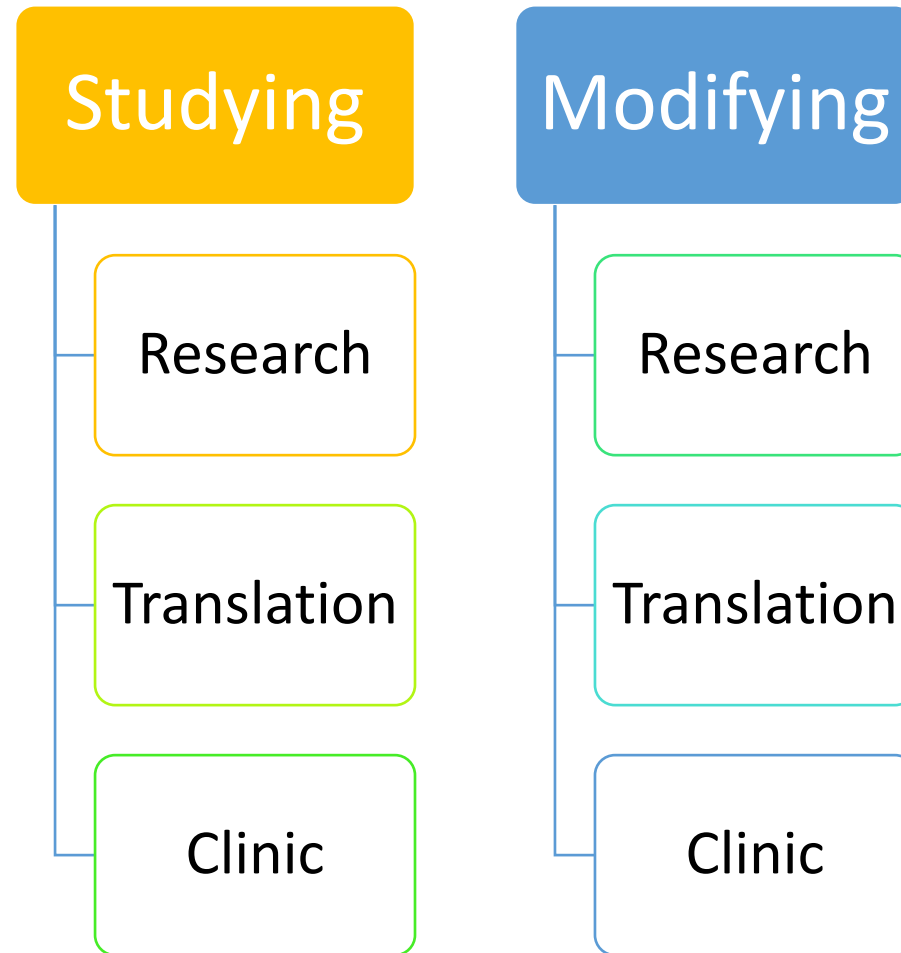 Studying
Research
Translation
Clinic
Modifying
Research
Translation
Clinic